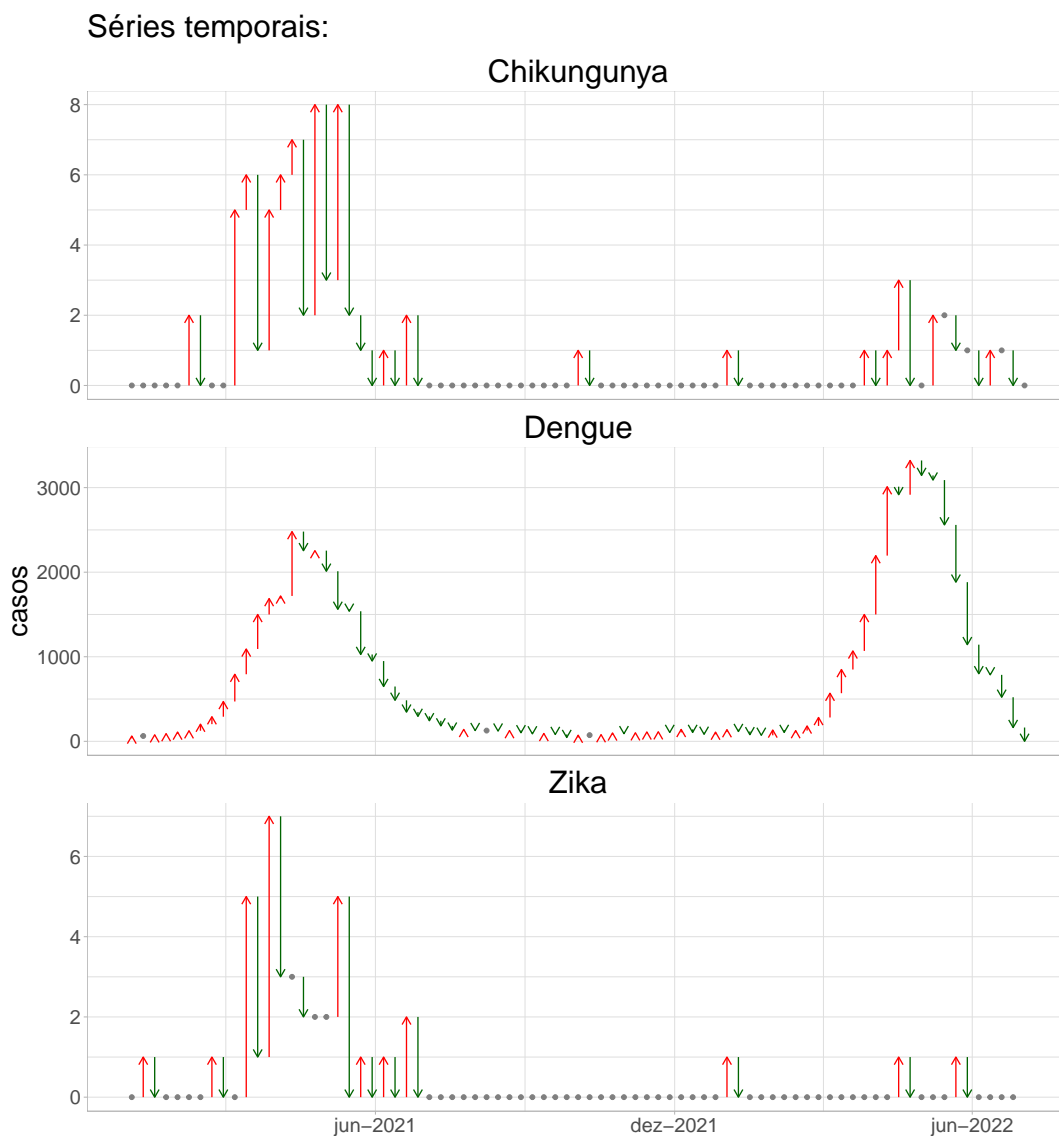 Séries temporais:
Chikungunya
8
6
4
2
0
Dengue
3000
2000
1000
0
casos
Zika
6
4
2
0
jun−2021
dez−2021
jun−2022